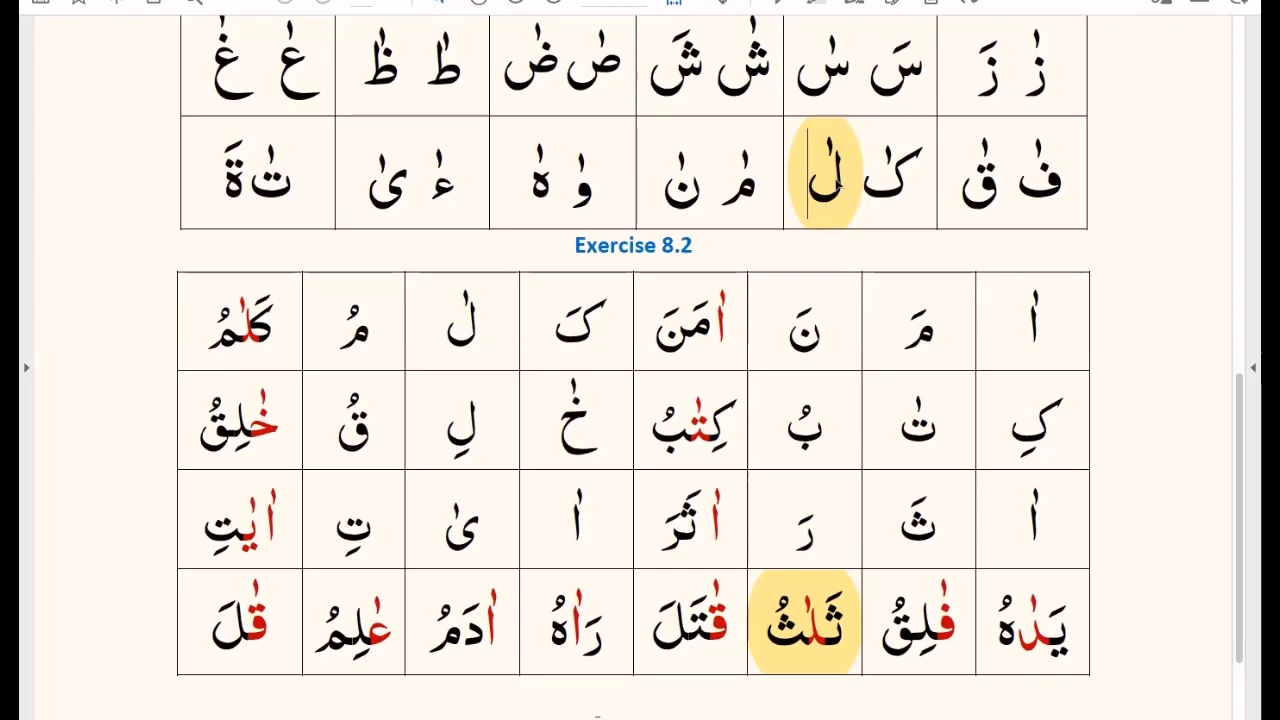 زٰ زَ سَ سٰ شٰ شَ صٰ ضٰ طٰ ظٰ عٰ غٰ
فٰ قٰ كٰ لٰ مٰ نٰ وٰ هٰ ءٰ یٰ تٰ ةَ
Exercise 8.2
اٰ مَ نَ اٰمَنَ کَ لٰ مُ کَلٰمُ
کِ تٰ بُ کِتٰبُ خٰ لِ قُ خٰلِقُ
اٰ ثَ رَ اٰثَرَ اٰ یٰ تِ اٰیٰتِ
یَدٰہُ فٰلِقُ ثَلٰثُ قٰتَلَ رَاٰہُ اٰدَمُ عٰلِمُ قٰلَ